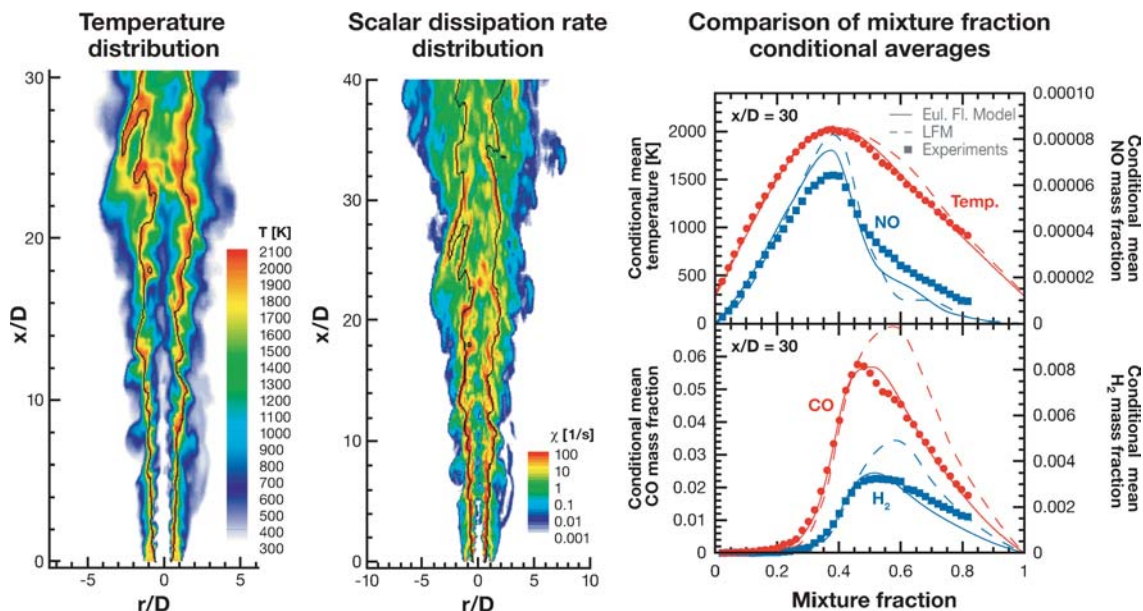 Temperature
distribution
30
20
10
0
x/D
-5
0
5
r/D
T [K]
2100
2000
1900
1800
1700
1600
1500
1400
1300
1200
1100
1000
900
800
700
600
500
400
300
Scalar dissipation rate
distribution
40
30
20
10
0
x/D
-10
-5
0
5
10
r/D
χ [1/s]
100
10
1
0.1
0.01
0.001
Comparison of mixture fraction
conditional averages
x/D = 30
Eul. Fl. Model
LFM
Experiments
Temp.
NO
Conditional mean
temperature [K]
2000
1500
1000
500
0
0.00010
0.00008
0.00006
0.00004
0.00002
0
Conditional mean
NO mass fraction
x/D = 30
CO
H2
Conditional mean
CO mass fraction
0.06
0.05
0.04
0.03
0.02
0.01
0
0.008
0.006
0.004
0.002
0
Conditional mean
H2 mass fraction
0
0.2
0.4
0.6
0.8
1
Mixture fraction